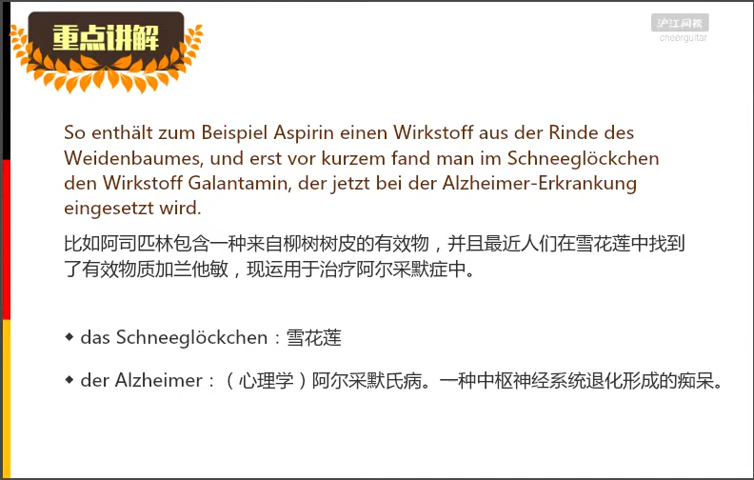 重点讲解
沪江网校
cheerguitar
So enthält zum Beispiel Aspirin einen Wirkstoff aus der Rinde des
Weidenbaumes, und erst vor kurzem fand man im Schneeglöckchen
den Wirkstoff Galantamin, der jetzt bei der Alzheimer-Erkrankung
eingesetzt wird.
比如阿司匹林包含一种来自柳树树皮的有效物，并且最近人们在雪花莲中找到
了有效物质加兰他敏，现运用于治疗阿尔采默症中。
◆ das Schneeglöckchen：雪花莲
◆ der Alzheimer：（心理学）阿尔采默氏病。一种中枢神经系统退化形成的痴呆。